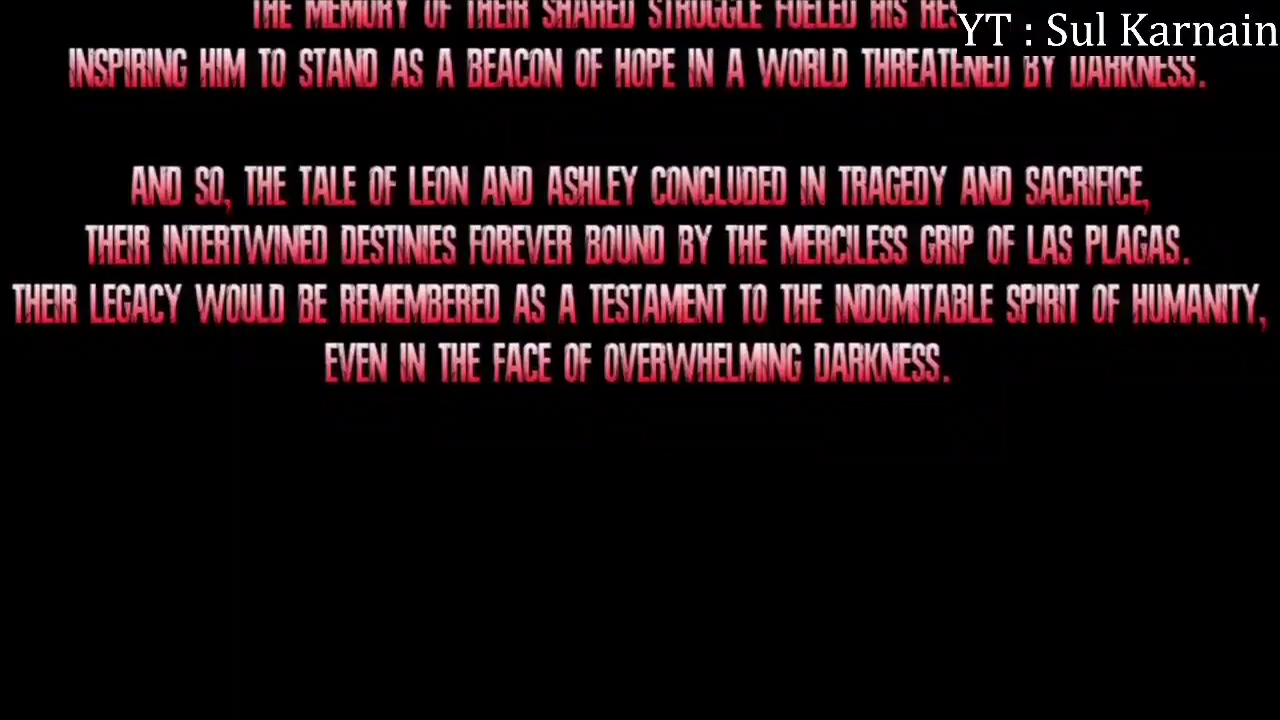 THE MEMORY OF THEIR SHARED STRUGGLE FUELED HIS
YT : Sul Karnain
INSPIRING HIM TO STAND AS A BEACON OF HOPE IN A WORLD THREATENED BY DARKNESS.
AND SO, THE TALE OF LEON AND ASHLEY CONCLUDED IN TRAGEDY AND SACRIFICE,
THEIR INTERTWINED DESTINIES FOREVER BOUND BY THE MERCILESS GRIP OF LAS PLAGAS.
THEIR LEGACY WOULD BE REMEMBERED AS A TESTAMENT TO THE INDOMITABLE SPIRIT OF HUMANITY,
EVEN IN THE FACE OF OVERWHELMING DARKNESS.